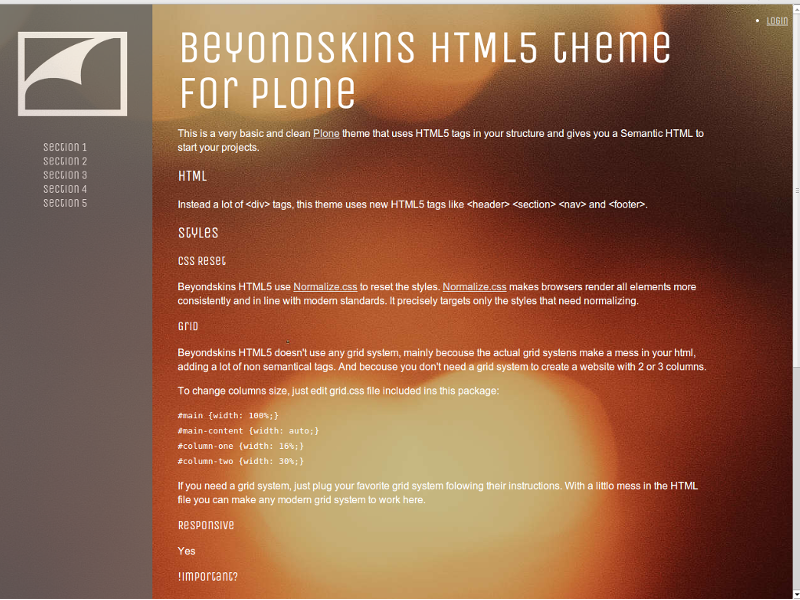 LOGIN
Beyondskins HTML5 theme
for Plone
Section 1
Section 2
Section 3
Section 4
Section 5
This is a very basic and clean Plone theme that uses HTML5 tags in your structure and gives you a Semantic HTML to
start your projects.
HTML
Instead a lot of <div> tags, this theme uses new HTML5 tags like <header> <section> <nav> and <footer>.
Styles
CSS Reset
Beyondskins HTML5 use Normalize.css to reset the styles. Normalize.css makes browsers render all elements more
consistently and in line with modern standards. It precisely targets only the styles that need normalizing.
Grid
Beyondskins HTML5 doesn't use any grid system, mainly becouse the actual grid systens make a mess in your html,
adding a lot of non semantical tags. And becouse you don't need a grid system to create a website with 2 or 3 columns.
To change columns size, just edit grid.css file included ins this package:
#main {width: 100%;}
#main-content {width: auto;}
#column-one {width: 16%;}
#column-two {width: 30%;}
If you need a grid system, just plug your favorite grid system folowing their instructions. With a littlo mess in the HTML
file you can make any modern grid system to work here.
Responsive
Yes
!Important?